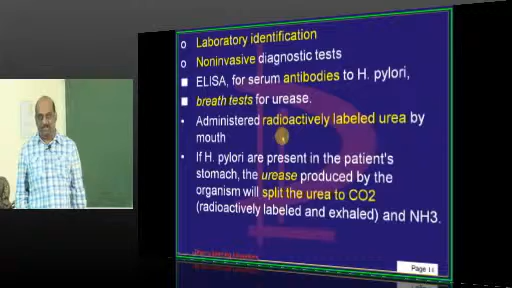 Laboratory identification
Noninvasive diagnostic tests
ELISA, for serum antibodies to H. pylori,
breath tests for urease.
Administered radioactively labeled urea by
mouth
If H. pylori are present in the patient's
stomach, the urease produced by the
organism will split the urea to CO2
(radioactively labeled and exhaled) and NH3.